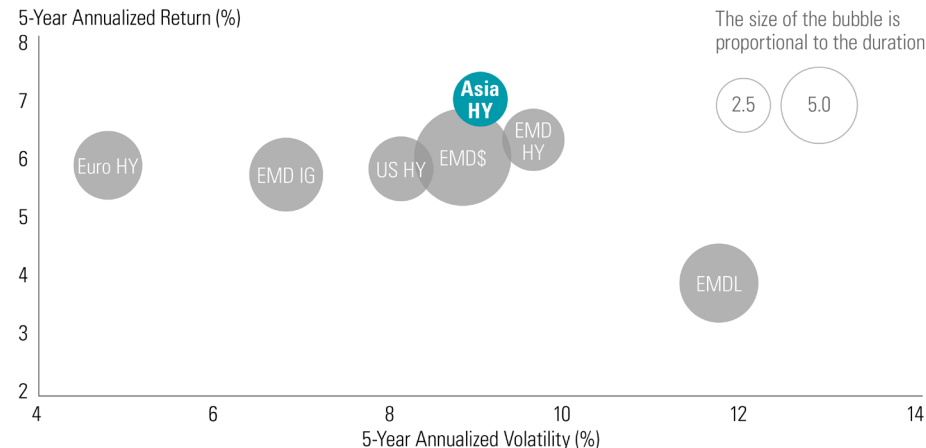 5-Year Annualized Return (%)
The size of the bubble is
proportional to the duration
8
7
6
5
4
3
2
2.5
5.0
Asia
HY
EMD
HY
Euro HY
EMD IG
US HY
EMD$
EMDL
4
6
8
10
12
14
5-Year Annualized Volatility (%)